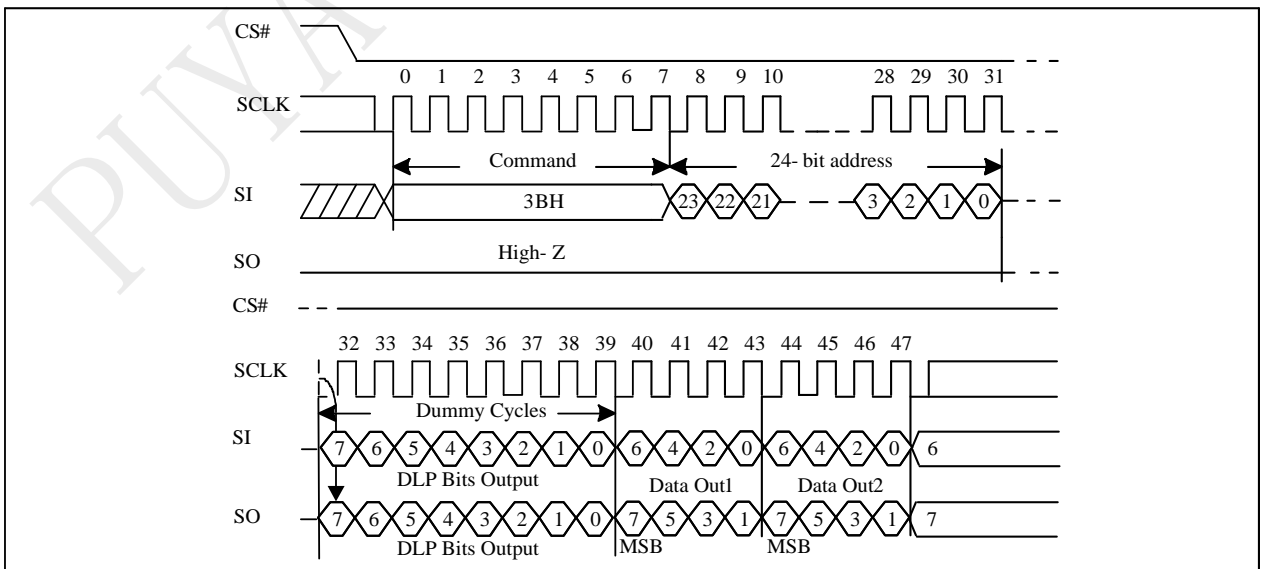 PUYA
CS#
0 1 2 3 4 5 6 7 8 9 10 28 29 30 31
SCLK
Command 24- bit address
SI 3BH 23 22 21 3 2 1 0
High- Z
SO
CS#
32 33 34 35 36 37 38 39 40 41 42 43 44 45 46 47
SCLK
Dummy Cycles
SI 7 6 5 4 3 2 1 0 6 4 2 0 6 4 2 0 6
DLP Bits Output Data Out1 Data Out2
SO 7 6 5 4 3 2 1 0 7 5 3 1 7 5 3 1 7
DLP Bits Output MSB MSB